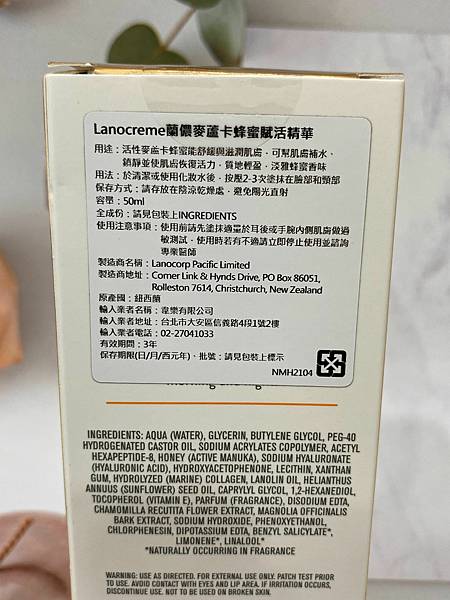 Lanocreme蘭儂麥蘆卡蜂蜜賦活精華
用途：活性麥蘆卡蜂蜜能舒緩與滋潤肌膚，可幫肌膚補水、
鎮靜並使肌膚恢復活力，質地輕盈，淡雅蜂蜜香味
用法：於清潔或使用化妝水後，按壓2-3次塗抹在臉部和頸部
保存方式：請存放在陰涼乾燥處，避免陽光直射
容量：50ml
全成份：請見包裝上INGREDIENTS
使用注意事項：使用前請先塗抹適量於耳後或手腕內側肌膚做過
敏測試，使用時若有不適請立即停止使用並諮詢
專業醫師
製造商名稱：Lanocorp Pacific Limited
製造商地址：Corner Link & Hynds Drive, PO Box 86051,
Rolleston 7614, Christchurch, New Zealand
原產國：紐西蘭
輸入業者名稱：韋樂有限公司
輸入業者地址：台北市大安區信義路4段1號2樓
輸入業者電話：02-27041033
有效期限：3年
保存期限(日/月/西元年)、批號：請見包裝上標示
NMH2104
INGREDIENTS: AQUA (WATER), GLYCERIN, BUTYLENE GLYCOL, PEG-40
HYDROGENATED CASTOR OIL, SODIUM ACRYLATES COPOLYMER, ACETYL
HEXAPEPTIDE-8, HONEY (ACTIVE MANUKA), SODIUM HYALURONATE
(HYALURONIC ACID), HYDROXYACETOPHENONE, LECITHIN, XANTHAN
GUM, HYDROLYZED (MARINE) COLLAGEN, LANOLIN OIL, HELIANTHUS
ANNUUS (SUNFLOWER) SEED OIL, CAPRYLYL GLYCOL, 1,2-HEXANEDIOL,
TOCOPHEROL (VITAMIN E), PARFUM (FRAGRANCE), DISODIUM EDTA,
CHAMOMILLA RECUTITA FLOWER EXTRACT, MAGNOLIA OFFICINALIS
BARK EXTRACT, SODIUM HYDROXIDE, PHENOXYETHANOL,
CHLORPHENESIN, DIPOTASSIUM EDTA, BENZYL SALICYLATE*,
LIMONENE*, LINALOOL*
*NATURALLY OCCURRING IN FRAGRANCE
WARNING: USE AS DIRECTED. FOR EXTERNAL USE ONLY. PATCH TEST PRIOR
TO USE. AVOID CONTACT WITH EYES AND LIP AREA. IF IRRITATION OCCURS,
DISCONTINUE USE. NOT TO BE USED ON BROKEN SKIN.